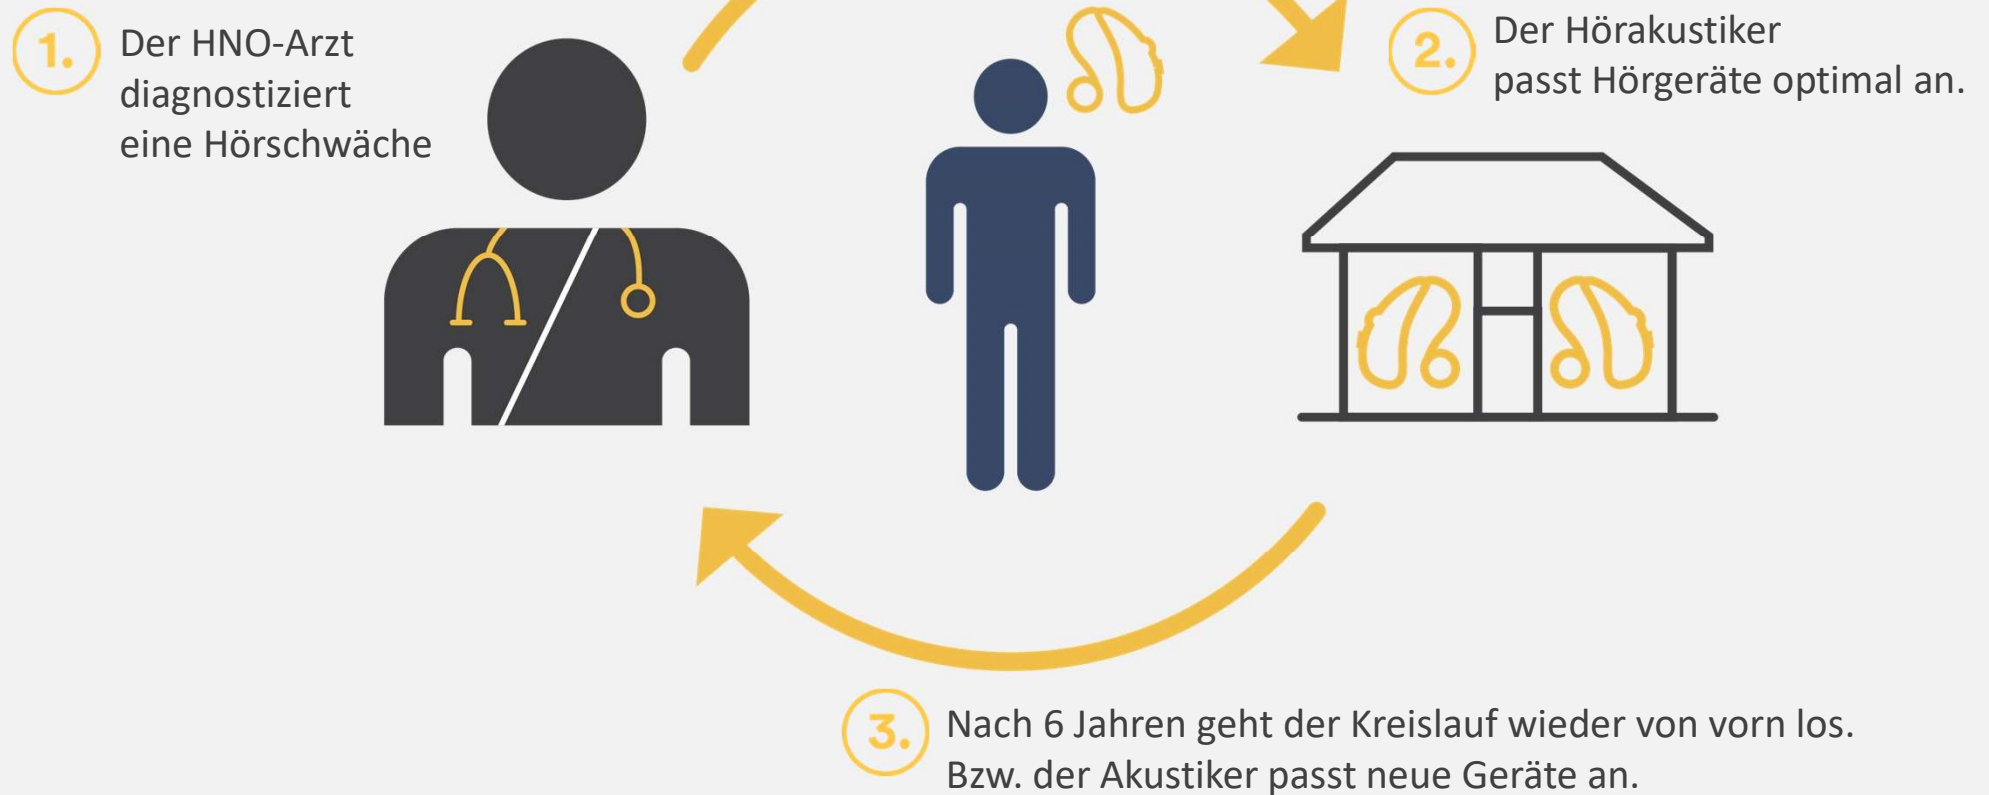 1.
Der HNO-Arzt
diagnostiziert
eine Hörschwäche
2.
Der Hörakustiker
passt Hörgeräte optimal an.
3.
Nach 6 Jahren geht der Kreislauf wieder von vorn los.
Bzw. der Akustiker passt neue Geräte an.